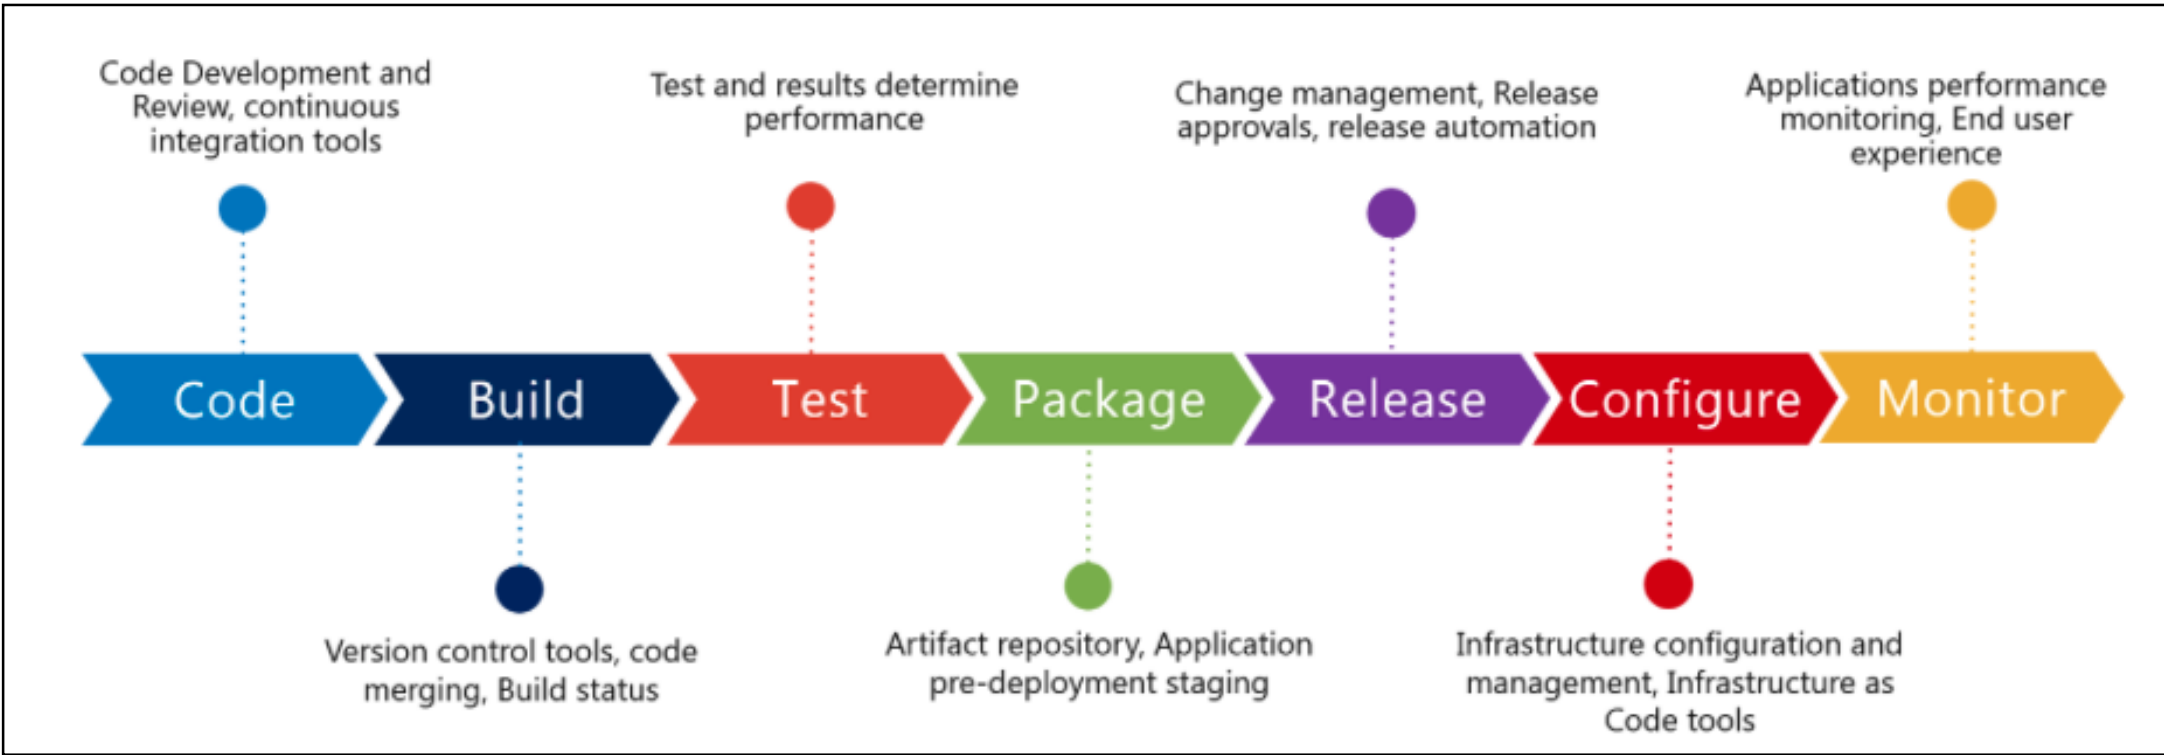 Code Development and
Review, continuous
integration tools
Test and results determine
performance
Change management, Release
approvals, release automation
Applications performance
monitoring, End user
experience
Code
Build
Test
Package
Release
Configure
Monitor
Version control tools, code
merging, Build status
Artifact repository, Application
pre-deployment staging
Infrastructure configuration and
management, Infrastructure as
Code tools